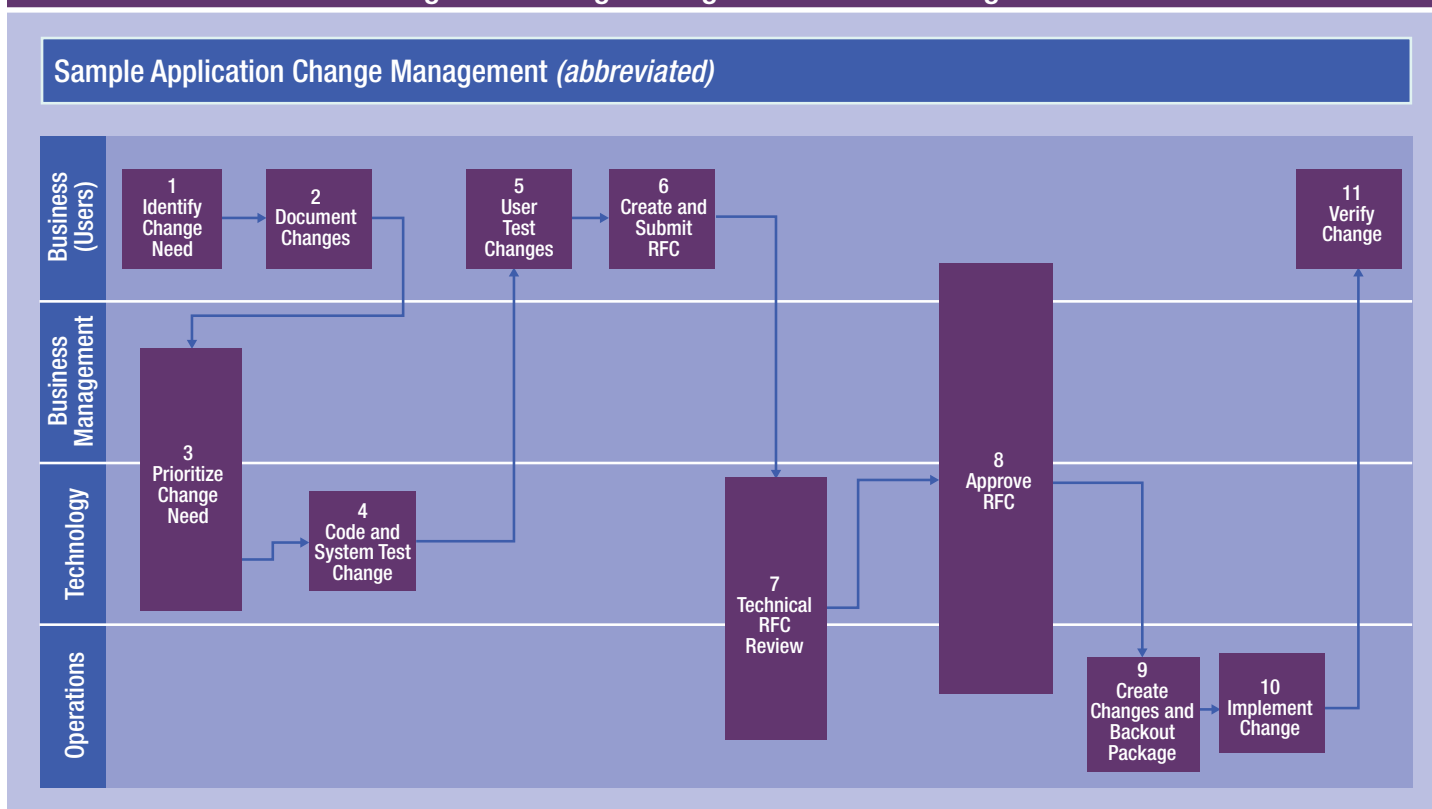 Sample Application Change Management (abbreviated)
Business
(Users)
1
Identify
Change
Need
2
Document
Changes
5
User
Test
Changes
6
Create and
Submit
RFC
11
Verify
Change
Business
Management
3
Prioritize
Change
Need
8
Approve
RFC
Technology
4
Code and
System Test
Change
7
Technical
RFC
Review
Operations
9
Create
Changes and
Backout
Package
10
Implement
Change